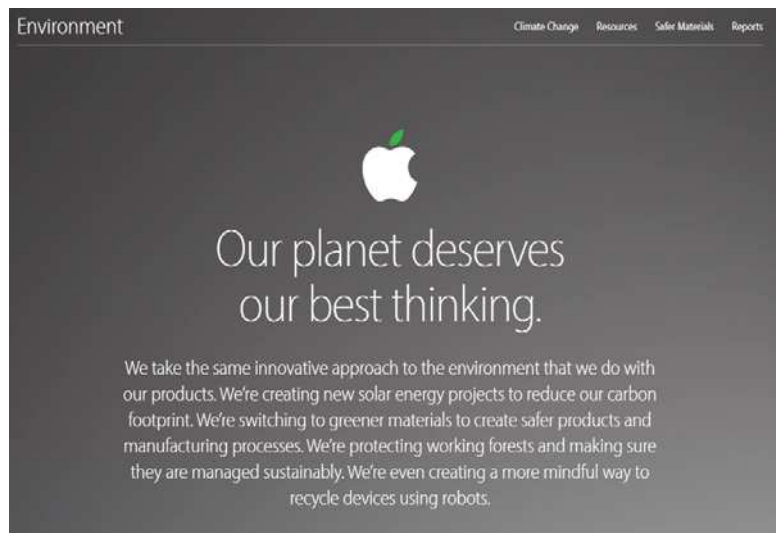 Environment
Climate Change Resources Safer Materials Reports
Our planet deserves
our best thinking.
We take the same innovative approach to the environment that we do with
our products. We're creating new solar energy projects to reduce our carbon
footprint. We're switching to greener materials to create safer products and
manufacturing processes. We're protecting working forests and making sure
they are managed sustainably. We're even creating a more mindful way to
recycle devices using robots.